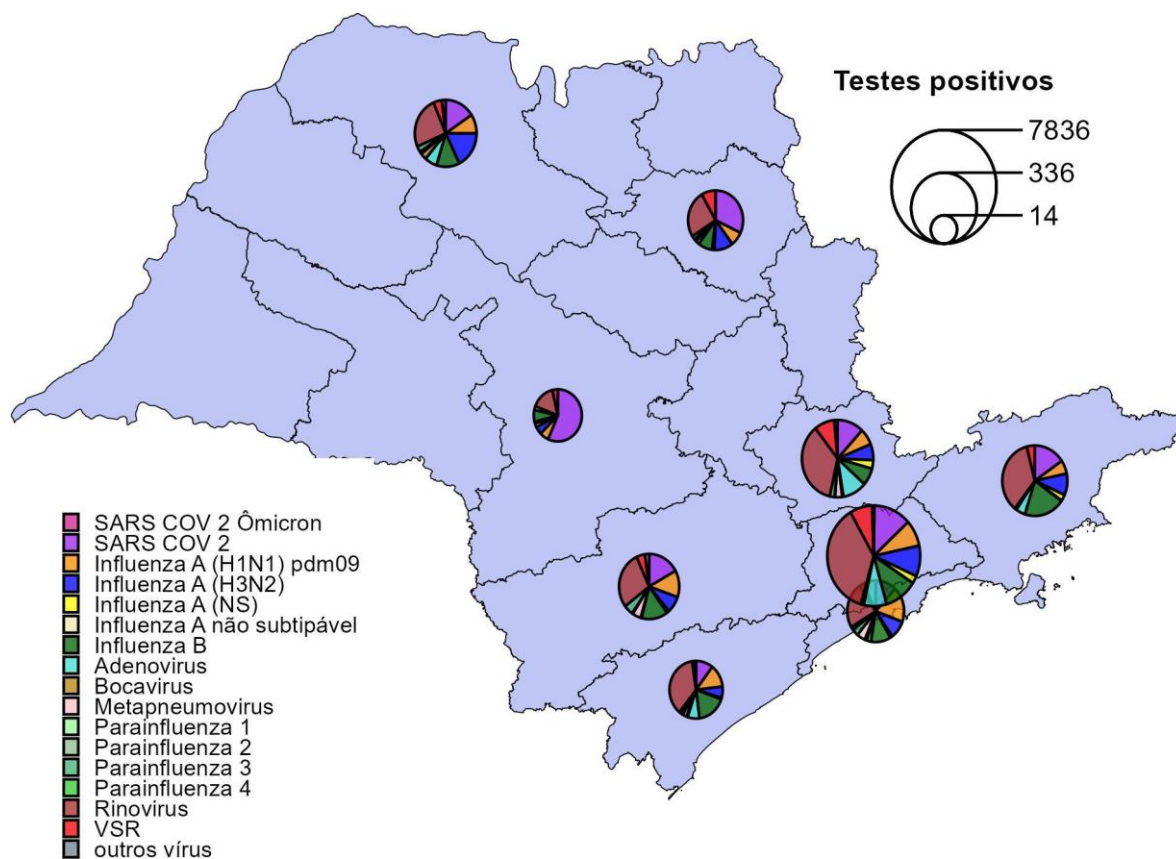 Testes positivos
7836
336
14
SARS COV 2 Ômicron
SARS COV 2
Influenza A (H1N1) pdm09
Influenza A (H3N2)
Influenza A (NS)
Influenza A não subtipável
Influenza B
Adenovirus
Bocavirus
Metapneumovirus
Parainfluenza 1
Parainfluenza 2
Parainfluenza 3
Parainfluenza 4
Rinovirus
VSR
outros vírus